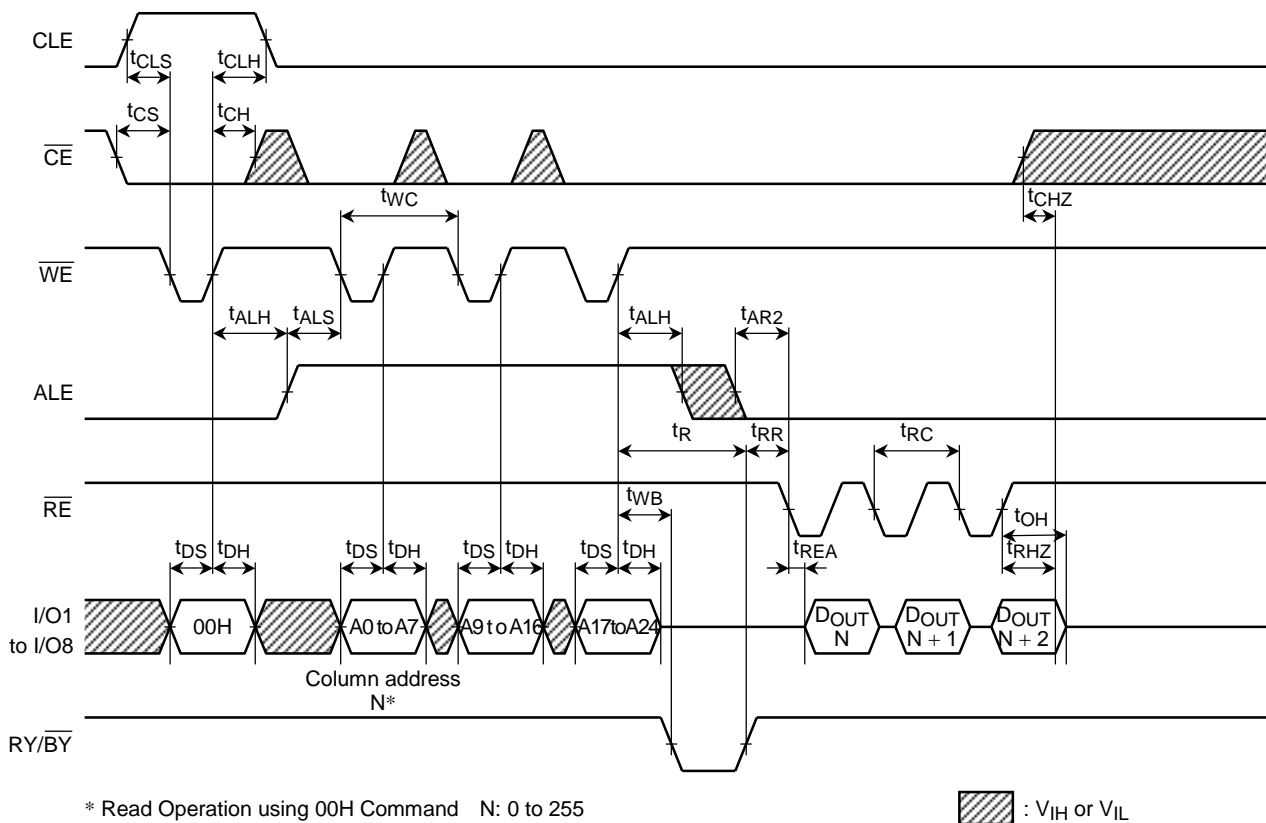 CLE
tCLS
tCLH
tCS
tCH
CE
tWC
tCHZ
WE
tALH
tALS
tALH
tAR2
ALE
tR
tRR
tRC
RE
tWB
tOH
tDS
tDH
tDS
tDH
tDS
tDH
tDS
tDH
tREA
tRHZ
I/O1
to I/O8
00H
A0 to A7
A9 to A16
A17 to A24
DOUT
N
DOUT
N + 1
DOUT
N + 2
Column address
N*
RY/BY
* Read Operation using 00H Command N: 0 to 255
: VIH or VIL